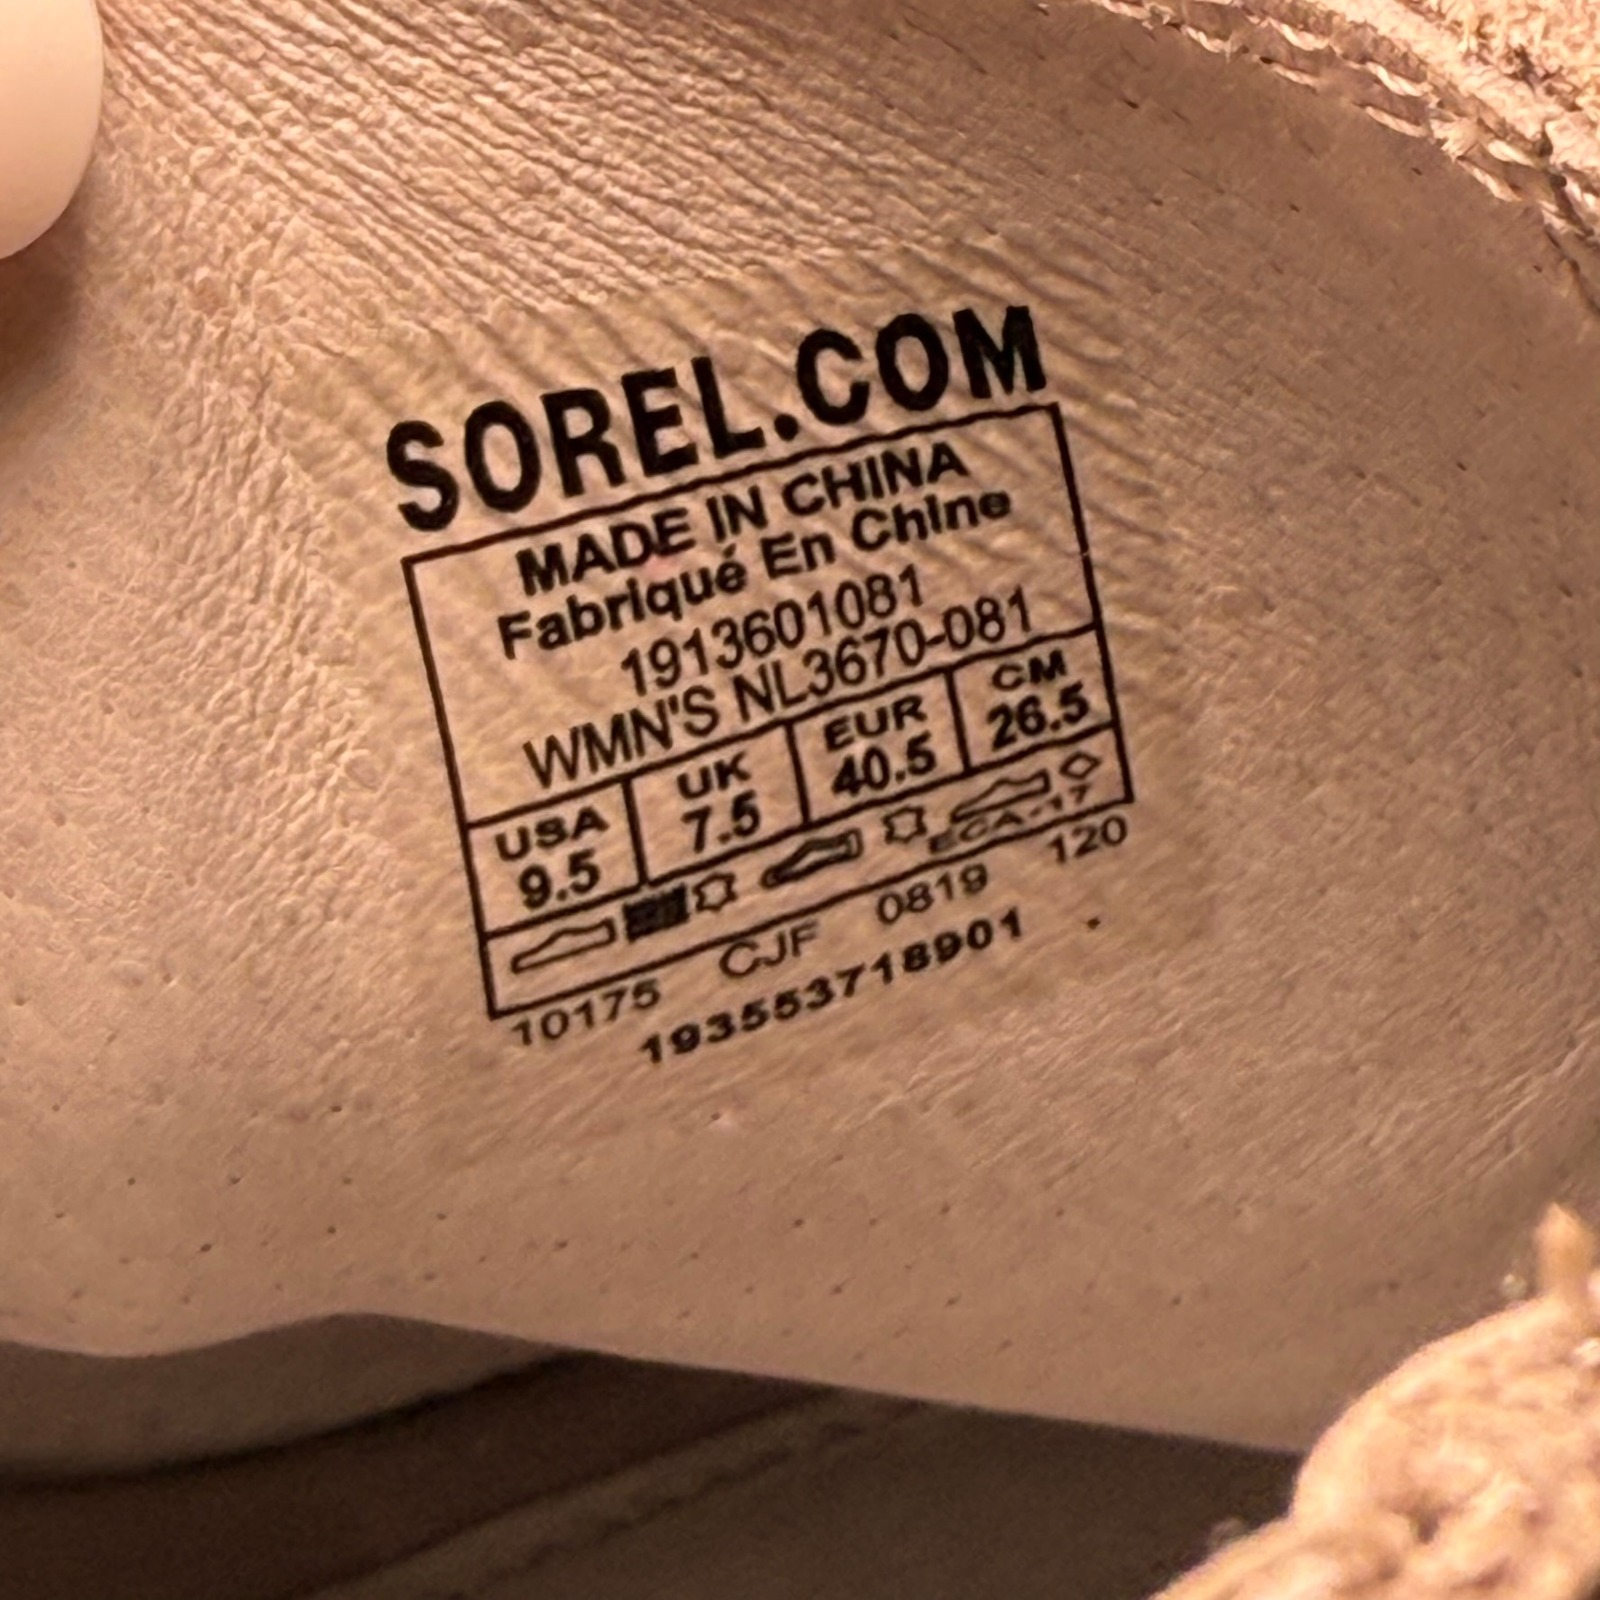 SOREL.COM
MADE IN CHINA
Fabriqué En Chine
1913601081
WMN'S NL3670-081
USA UK EUR CM
9.5 7.5 40.5 26.5
ECA-17
10175 CJF 0819 120
193553718901